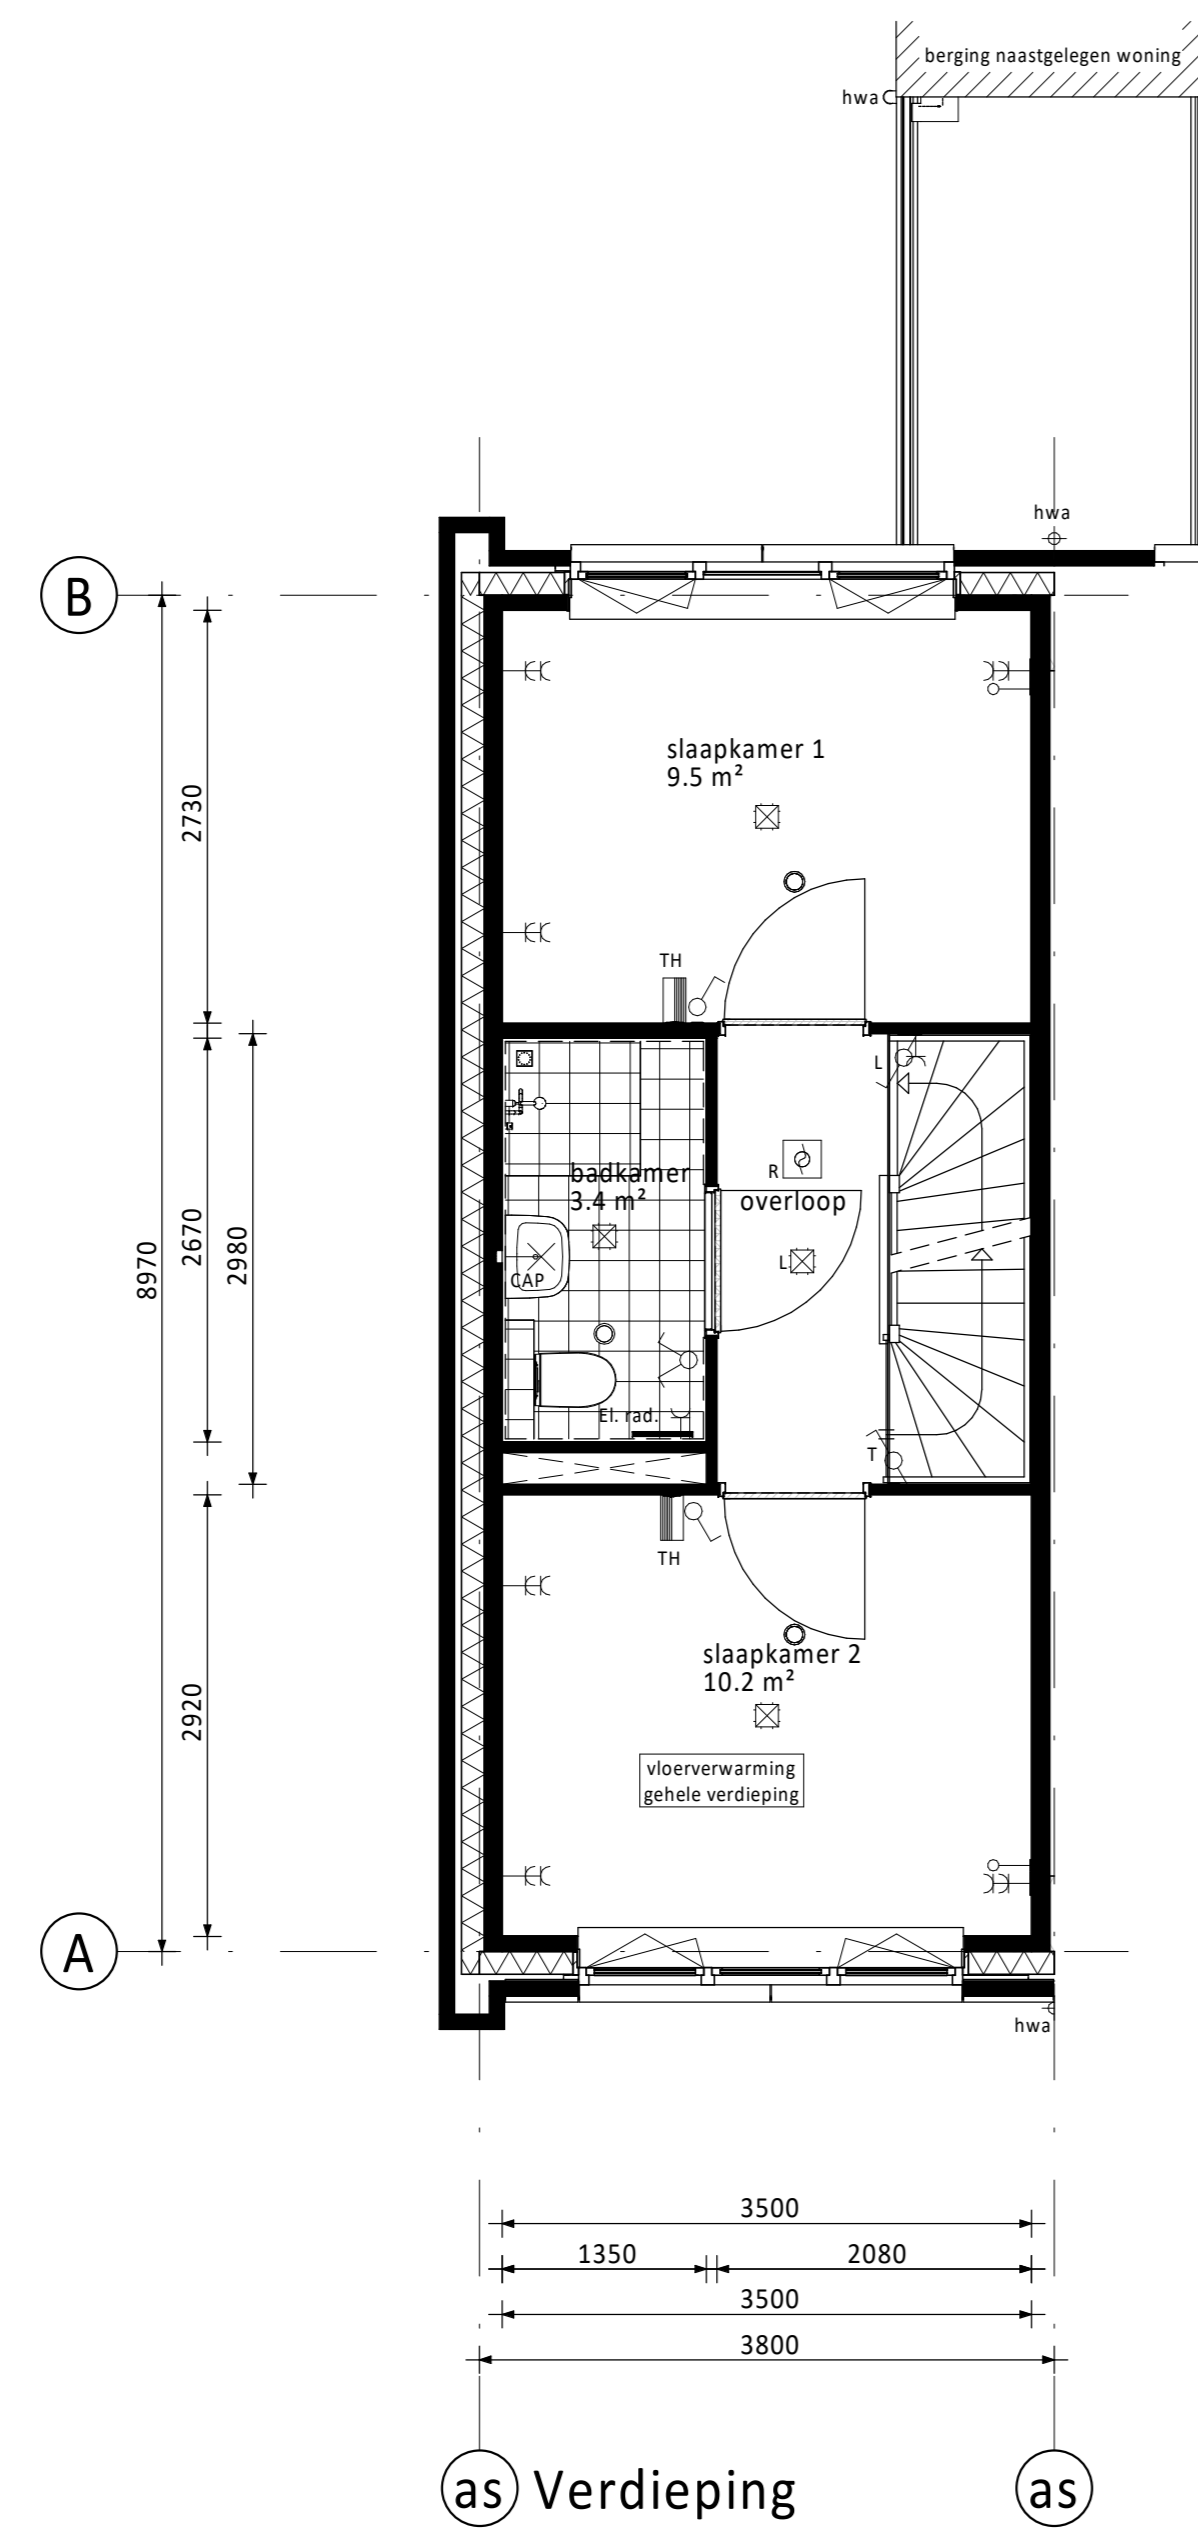 berging naastgelegen woning
hwa
hwa
B
slaapkamer 1
9.5 m²
2730
TH
L
badkamer
3.4 m²
R
overloop
L
8970
2670
2980
CAP
El. rad.
T
TH
slaapkamer 2
10.2 m²
2920
vloerverwarming
gehele verdieping
A
hwa
3500
1350 2080
3500
3800
as Verdieping as